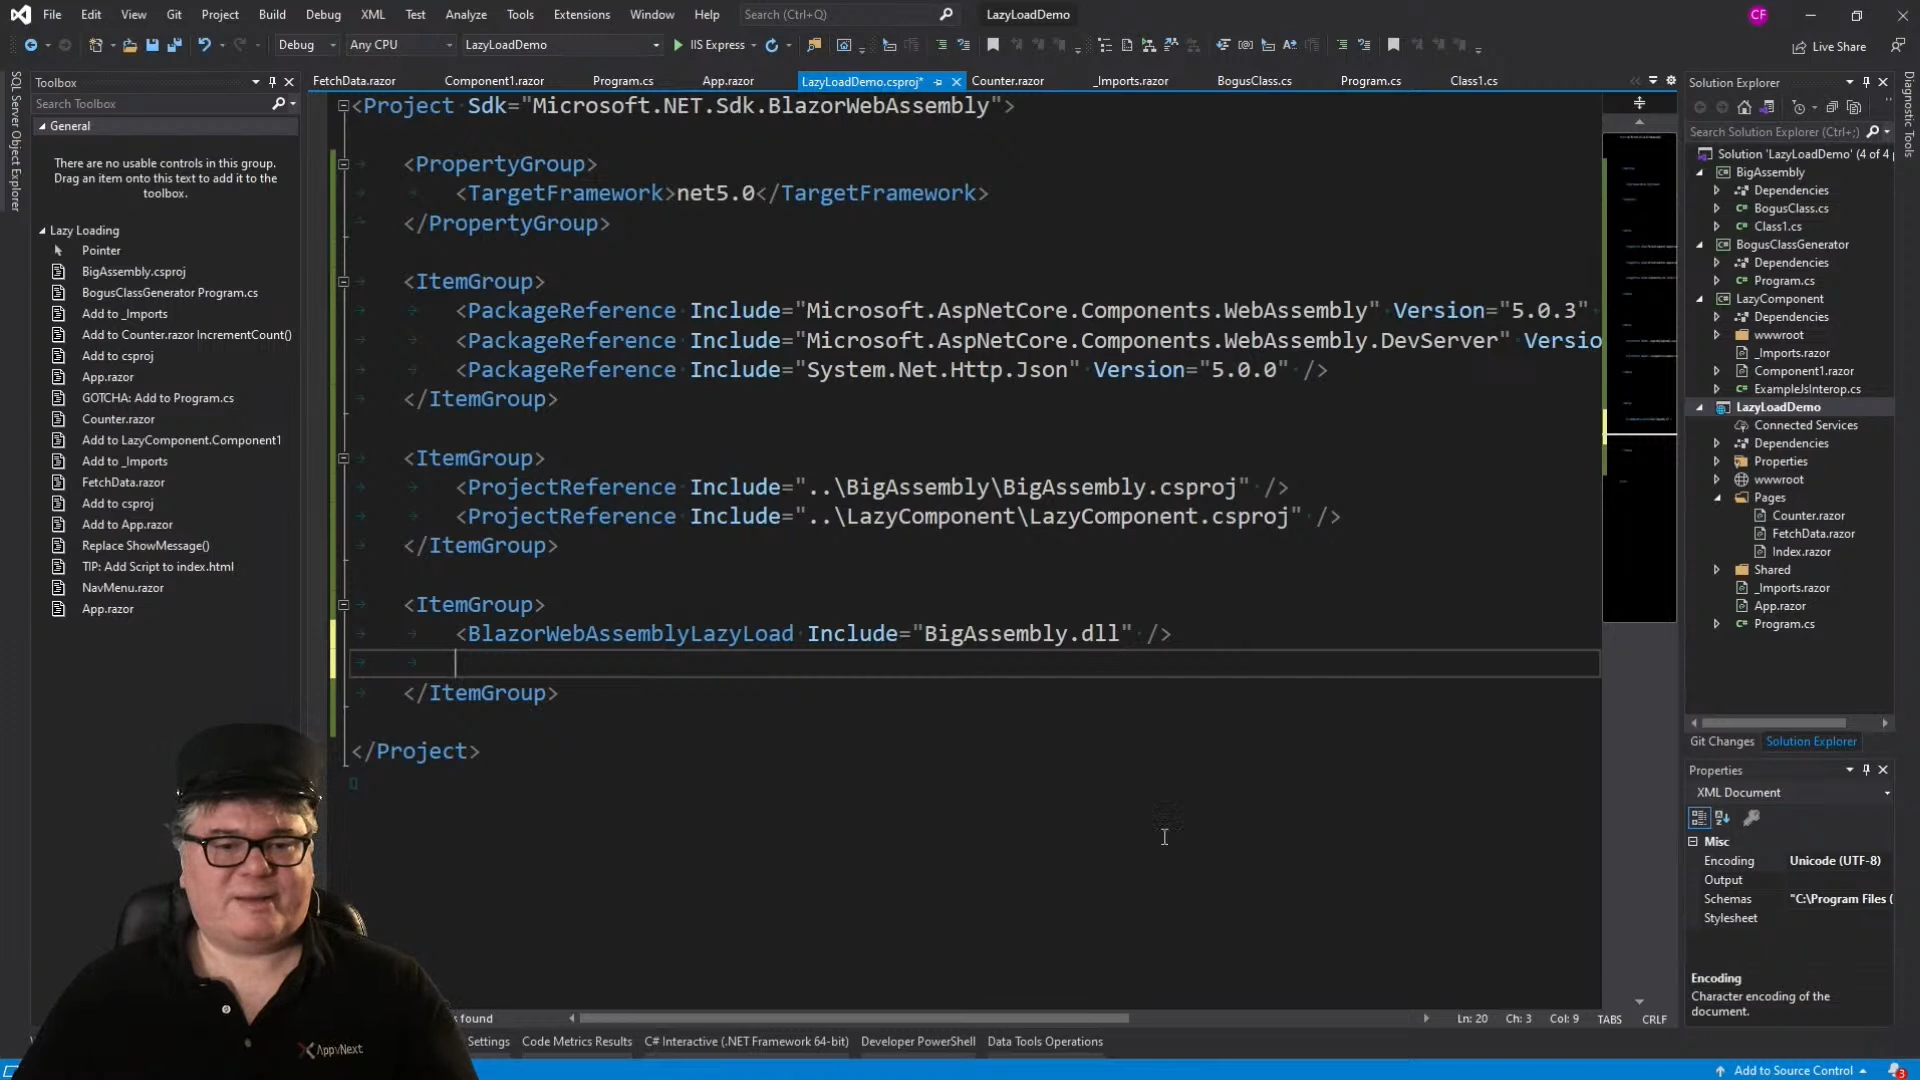 File Edit View Git Project Build Debug XML Test Analyze Tools Extensions Window Help Search (Ctrl+Q) LazyLoadDemo CF
Debug Any CPU LazyLoadDemo IIS Express Live Share
SQL Server Object Explorer
Toolbox
Search Toolbox
General
There are no usable controls in this group.
Drag an item onto this text to add it to the
toolbox.
Lazy Loading
Pointer
BigAssembly.csproj
BogusClassGenerator Program.cs
Add to _Imports
Add to Counter.razor IncrementCount()
Add to csproj
App.razor
GOTCHA: Add to Program.cs
Counter.razor
Add to LazyComponent.Component1
Add to _Imports
FetchData.razor
Add to csproj
Add to App.razor
Replace ShowMessage()
TIP: Add Script to index.html
NavMenu.razor
App.razor
FetchData.razor Component1.razor Program.cs* App.razor LazyLoadDemo.csproj* Counter.razor _Imports.razor BogusClass.cs Program.cs Class1.cs
<Project Sdk="Microsoft.NET.Sdk.BlazorWebAssembly">
<PropertyGroup>
<TargetFramework>net5.0</TargetFramework>
</PropertyGroup>
<ItemGroup>
<PackageReference Include="Microsoft.AspNetCore.Components.WebAssembly" Version="5.0.3"
<PackageReference Include="Microsoft.AspNetCore.Components.WebAssembly.DevServer" Versio
<PackageReference Include="System.Net.Http.Json" Version="5.0.0" />
</ItemGroup>
<ItemGroup>
<ProjectReference Include="..\BigAssembly\BigAssembly.csproj" />
<ProjectReference Include="..\LazyComponent\LazyComponent.csproj" />
</ItemGroup>
<ItemGroup>
<BlazorWebAssemblyLazyLoad Include="BigAssembly.dll" />
</ItemGroup>
</Project>
s found Ln: 20 Ch: 3 Col: 9 TABS CRLF
Settings Code Metrics Results C# Interactive (.NET Framework 64-bit) Developer PowerShell Data Tools Operations
Solution Explorer
Search Solution Explorer (Ctrl+;)
Solution 'LazyLoadDemo' (4 of 4 p
BigAssembly
Dependencies
BogusClass.cs
Class1.cs
BogusClassGenerator
Dependencies
Program.cs
LazyComponent
Dependencies
wwwroot
_Imports.razor
Component1.razor
ExampleJsInterop.cs
LazyLoadDemo
Connected Services
Dependencies
Properties
wwwroot
Pages
Counter.razor
FetchData.razor
Index.razor
Shared
_Imports.razor
App.razor
Program.cs
Git Changes Solution Explorer
Properties
XML Document
Misc
Encoding Unicode (UTF-8)
Output
Schemas "C:\Program Files (
Stylesheet
Encoding
Character encoding of the
document.
Diagnostic Tools
AppvNext
Add to Source Control 3